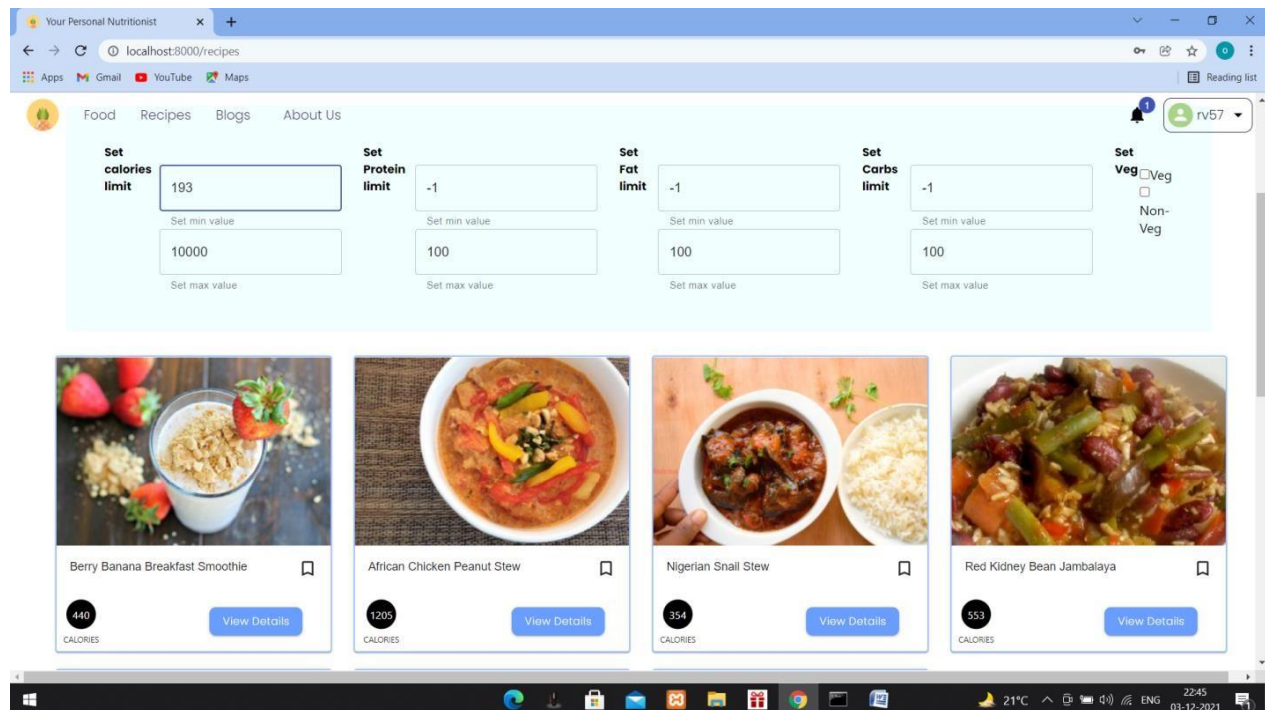 Your Personal Nutritionist
localhost:8000/recipes
Apps Gmail YouTube Maps Reading list
Food Recipes Blogs About Us 1 rv57
Set calories limit
193
Set min value
10000
Set max value
Set Protein limit
-1
Set min value
100
Set max value
Set Fat limit
-1
Set min value
100
Set max value
Set Carbs limit
-1
Set min value
100
Set max value
Set Veg
Veg
Non-
Veg
Berry Banana Breakfast Smoothie
440
CALORIES
View Details
African Chicken Peanut Stew
1205
CALORIES
View Details
Nigerian Snail Stew
354
CALORIES
View Details
Red Kidney Bean Jambalaya
553
CALORIES
View Details
21°C ENG 22:45
03-12-2021